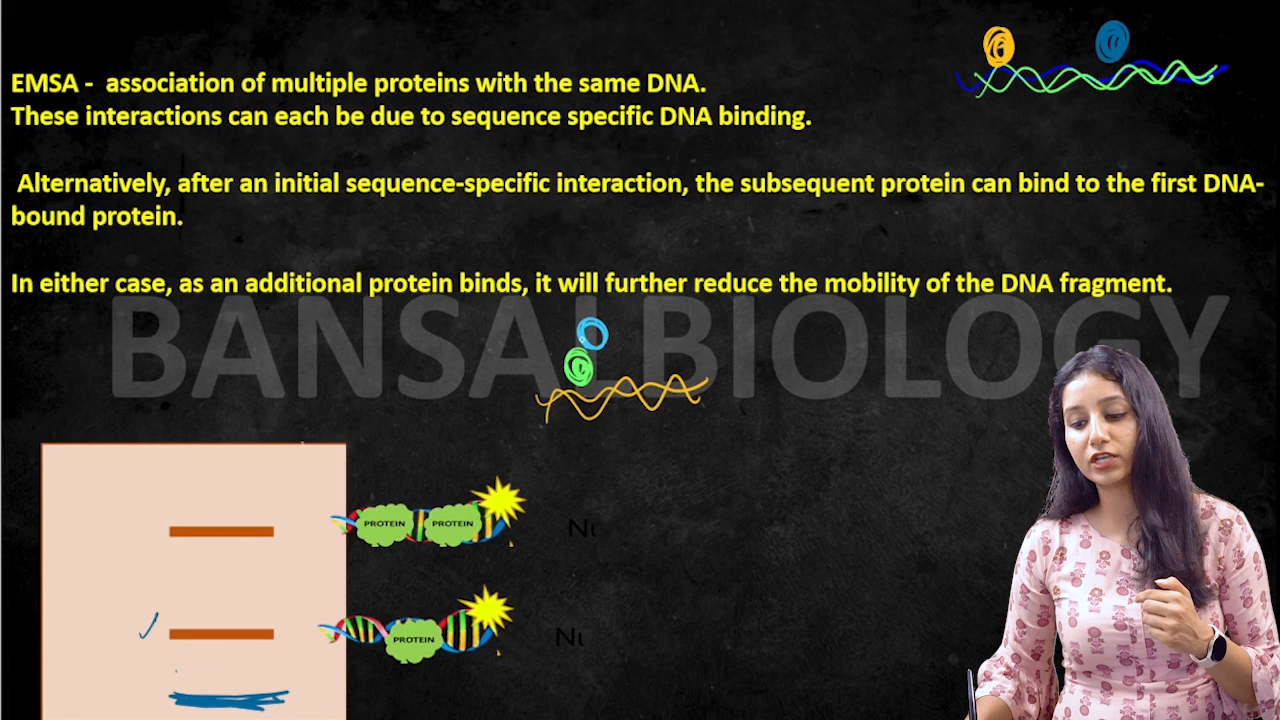 EMSA - association of multiple proteins with the same DNA.
These interactions can each be due to sequence specific DNA binding.
Alternatively, after an initial sequence-specific interaction, the subsequent protein can bind to the first DNA-
bound protein.
In either case, as an additional protein binds, it will further reduce the mobility of the DNA fragment.
BANSAL BIOLOGY
PROTEIN PROTEIN
PROTEIN